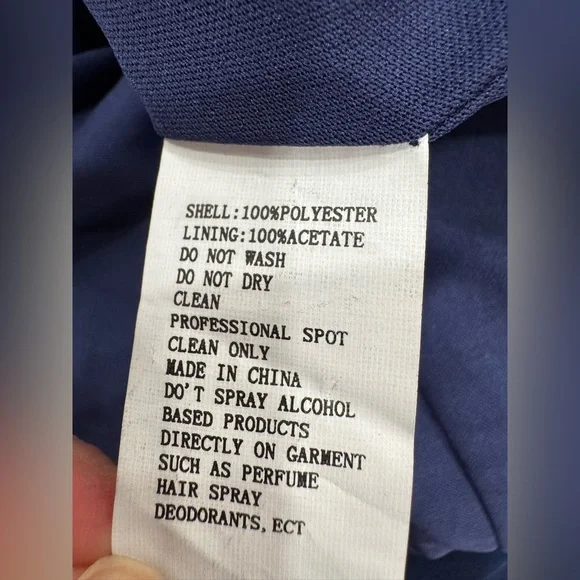 SHELL:100%POLYESTER
LINING:100%ACETATE
DO NOT WASH
DO NOT DRY
CLEAN
PROFESSIONAL SPOT
CLEAN ONLY
MADE IN CHINA
DO'T SPRAY ALCOHOL
BASED PRODUCTS
DIRECTLY ON GARMENT
SUCH AS PERFUME
HAIR SPRAY
DEODORANTS, ECT